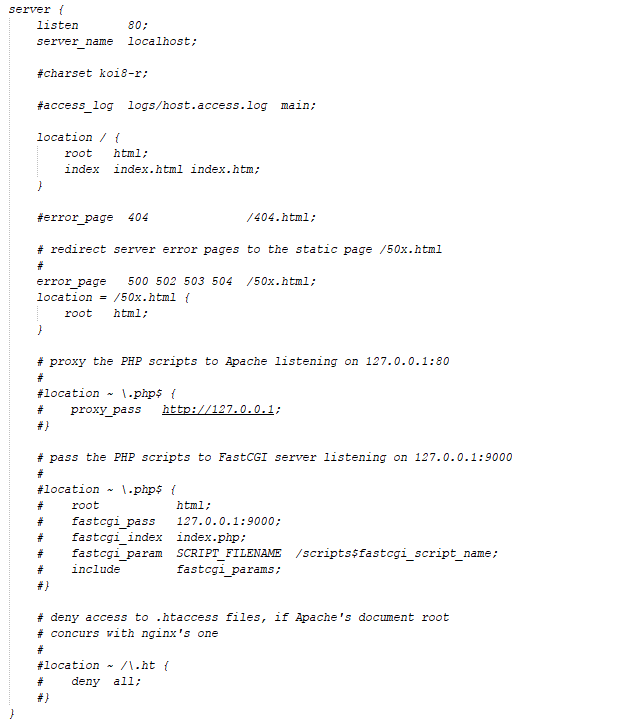 server {
    listen       80;
    server_name  localhost;

    #charset koi8-r;

    #access_log  logs/host.access.log  main;

    location / {
        root   html;
        index  index.html index.htm;
    }

    #error_page  404              /404.html;

    # redirect server error pages to the static page /50x.html
    #
    error_page   500 502 503 504  /50x.html;
    location = /50x.html {
        root   html;
    }

    # proxy the PHP scripts to Apache listening on 127.0.0.1:80
    #
    #location ~ \.php$ {
    #    proxy_pass   http://127.0.0.1;
    #}

    # pass the PHP scripts to FastCGI server listening on 127.0.0.1:9000
    #
    #location ~ \.php$ {
    #    root           html;
    #    fastcgi_pass   127.0.0.1:9000;
    #    fastcgi_index  index.php;
    #    fastcgi_param  SCRIPT_FILENAME  /scripts$fastcgi_script_name;
    #    include        fastcgi_params;
    #}

    # deny access to .htaccess files, if Apache's document root
    # concurs with nginx's one
    #
    #location ~ /\.ht {
    #    deny  all;
    #}
}